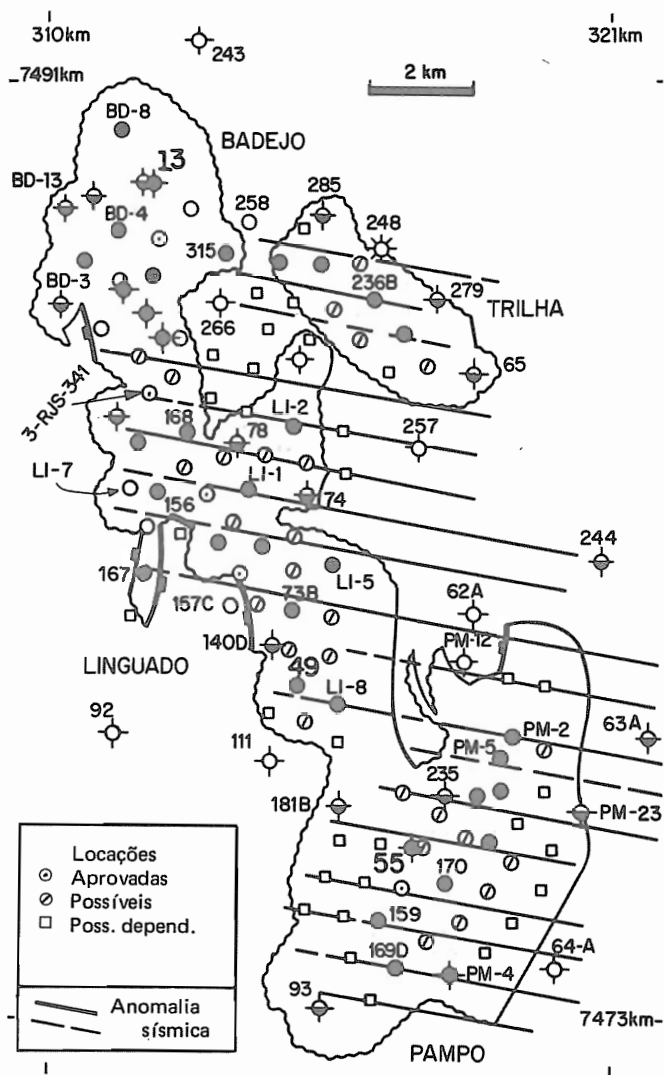 310km
321km
243
7491km
2 km
BD-8
BADEJO
13
BD-13
BD-4
258
285
248
315
236B
BD-3
279
TRILHA
266
65
3-RJS-341
LI-2
168
78
257
LI-7
LI-1
156
74
244
167
LI-5
157C
73B
62A
140D
PM-12
LINGUADO
49
LI-8
92
111
PM-2
63A
PM-5
235
181B
PM-23
Locações
Aprovadas
Possíveis
Poss. depend.
Anomalia
sísmica
55
170
159
169D
PM-4
64-A
93
7473km
PAMPO